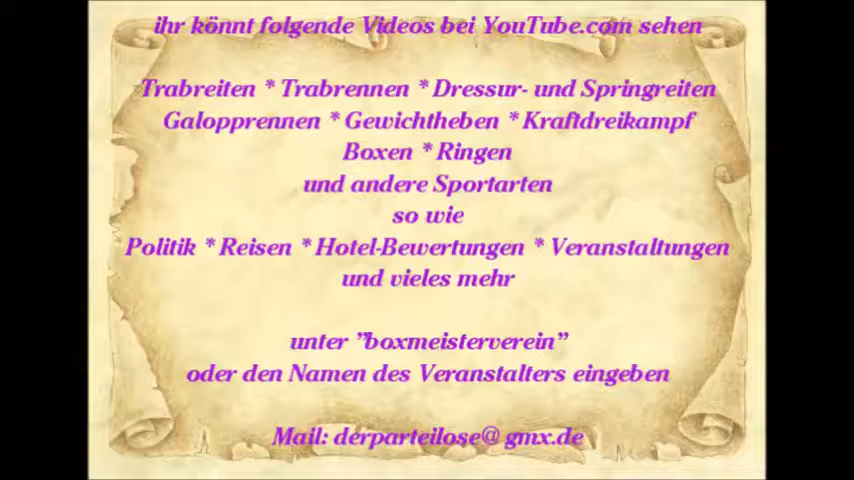 ihr könnt folgende Videos bei YouTube.com sehen
Trabreiten * Trabrennen * Dressur- und Springreiten
Galopprennen * Gewichtheben * Kraftdreikampf
Boxen * Ringen
und andere Sportarten
so wie
Politik * Reisen * Hotel-Bewertungen * Veranstaltungen
und vieles mehr
unter "boxmeisterverein"
oder den Namen des Veranstalters eingeben
Mail: derparteilose@gmx.de